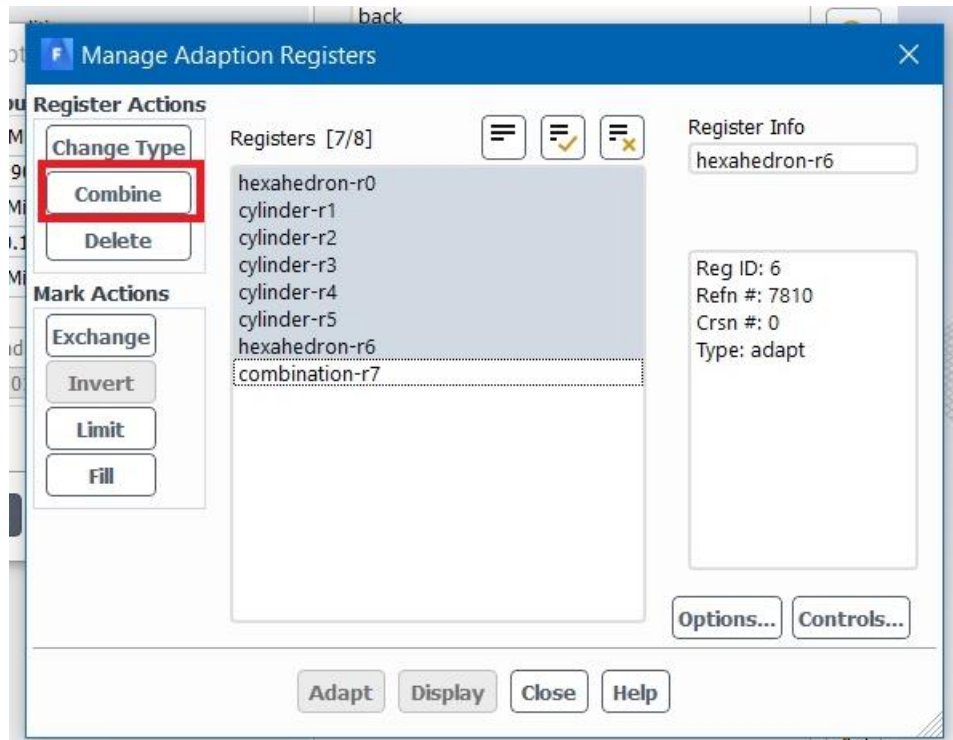 back
F Manage Adaption Registers
Register Actions
Change Type
Combine
Delete
Mark Actions
Exchange
Invert
Limit
Fill
Registers [7/8]
hexahedron-r0
cylinder-r1
cylinder-r2
cylinder-r3
cylinder-r4
cylinder-r5
hexahedron-r6
combination-r7
Register Info
hexahedron-r6
Reg ID: 6
Refn #: 7810
Crsn #: 0
Type: adapt
Options... Controls...
Adapt Display Close Help